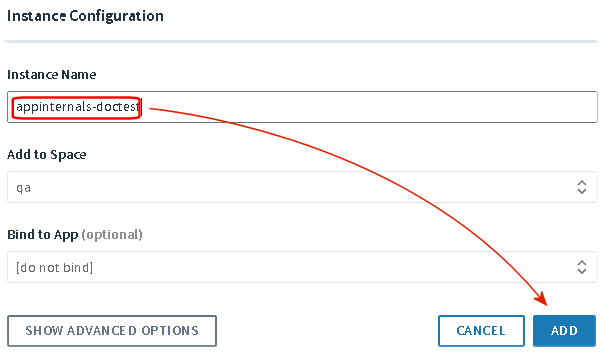 Instance Configuration
Instance Name
appinternals-doctest
Add to Space
qa
Bind to App (optional)
[do not bind]
SHOW ADVANCED OPTIONS CANCEL ADD